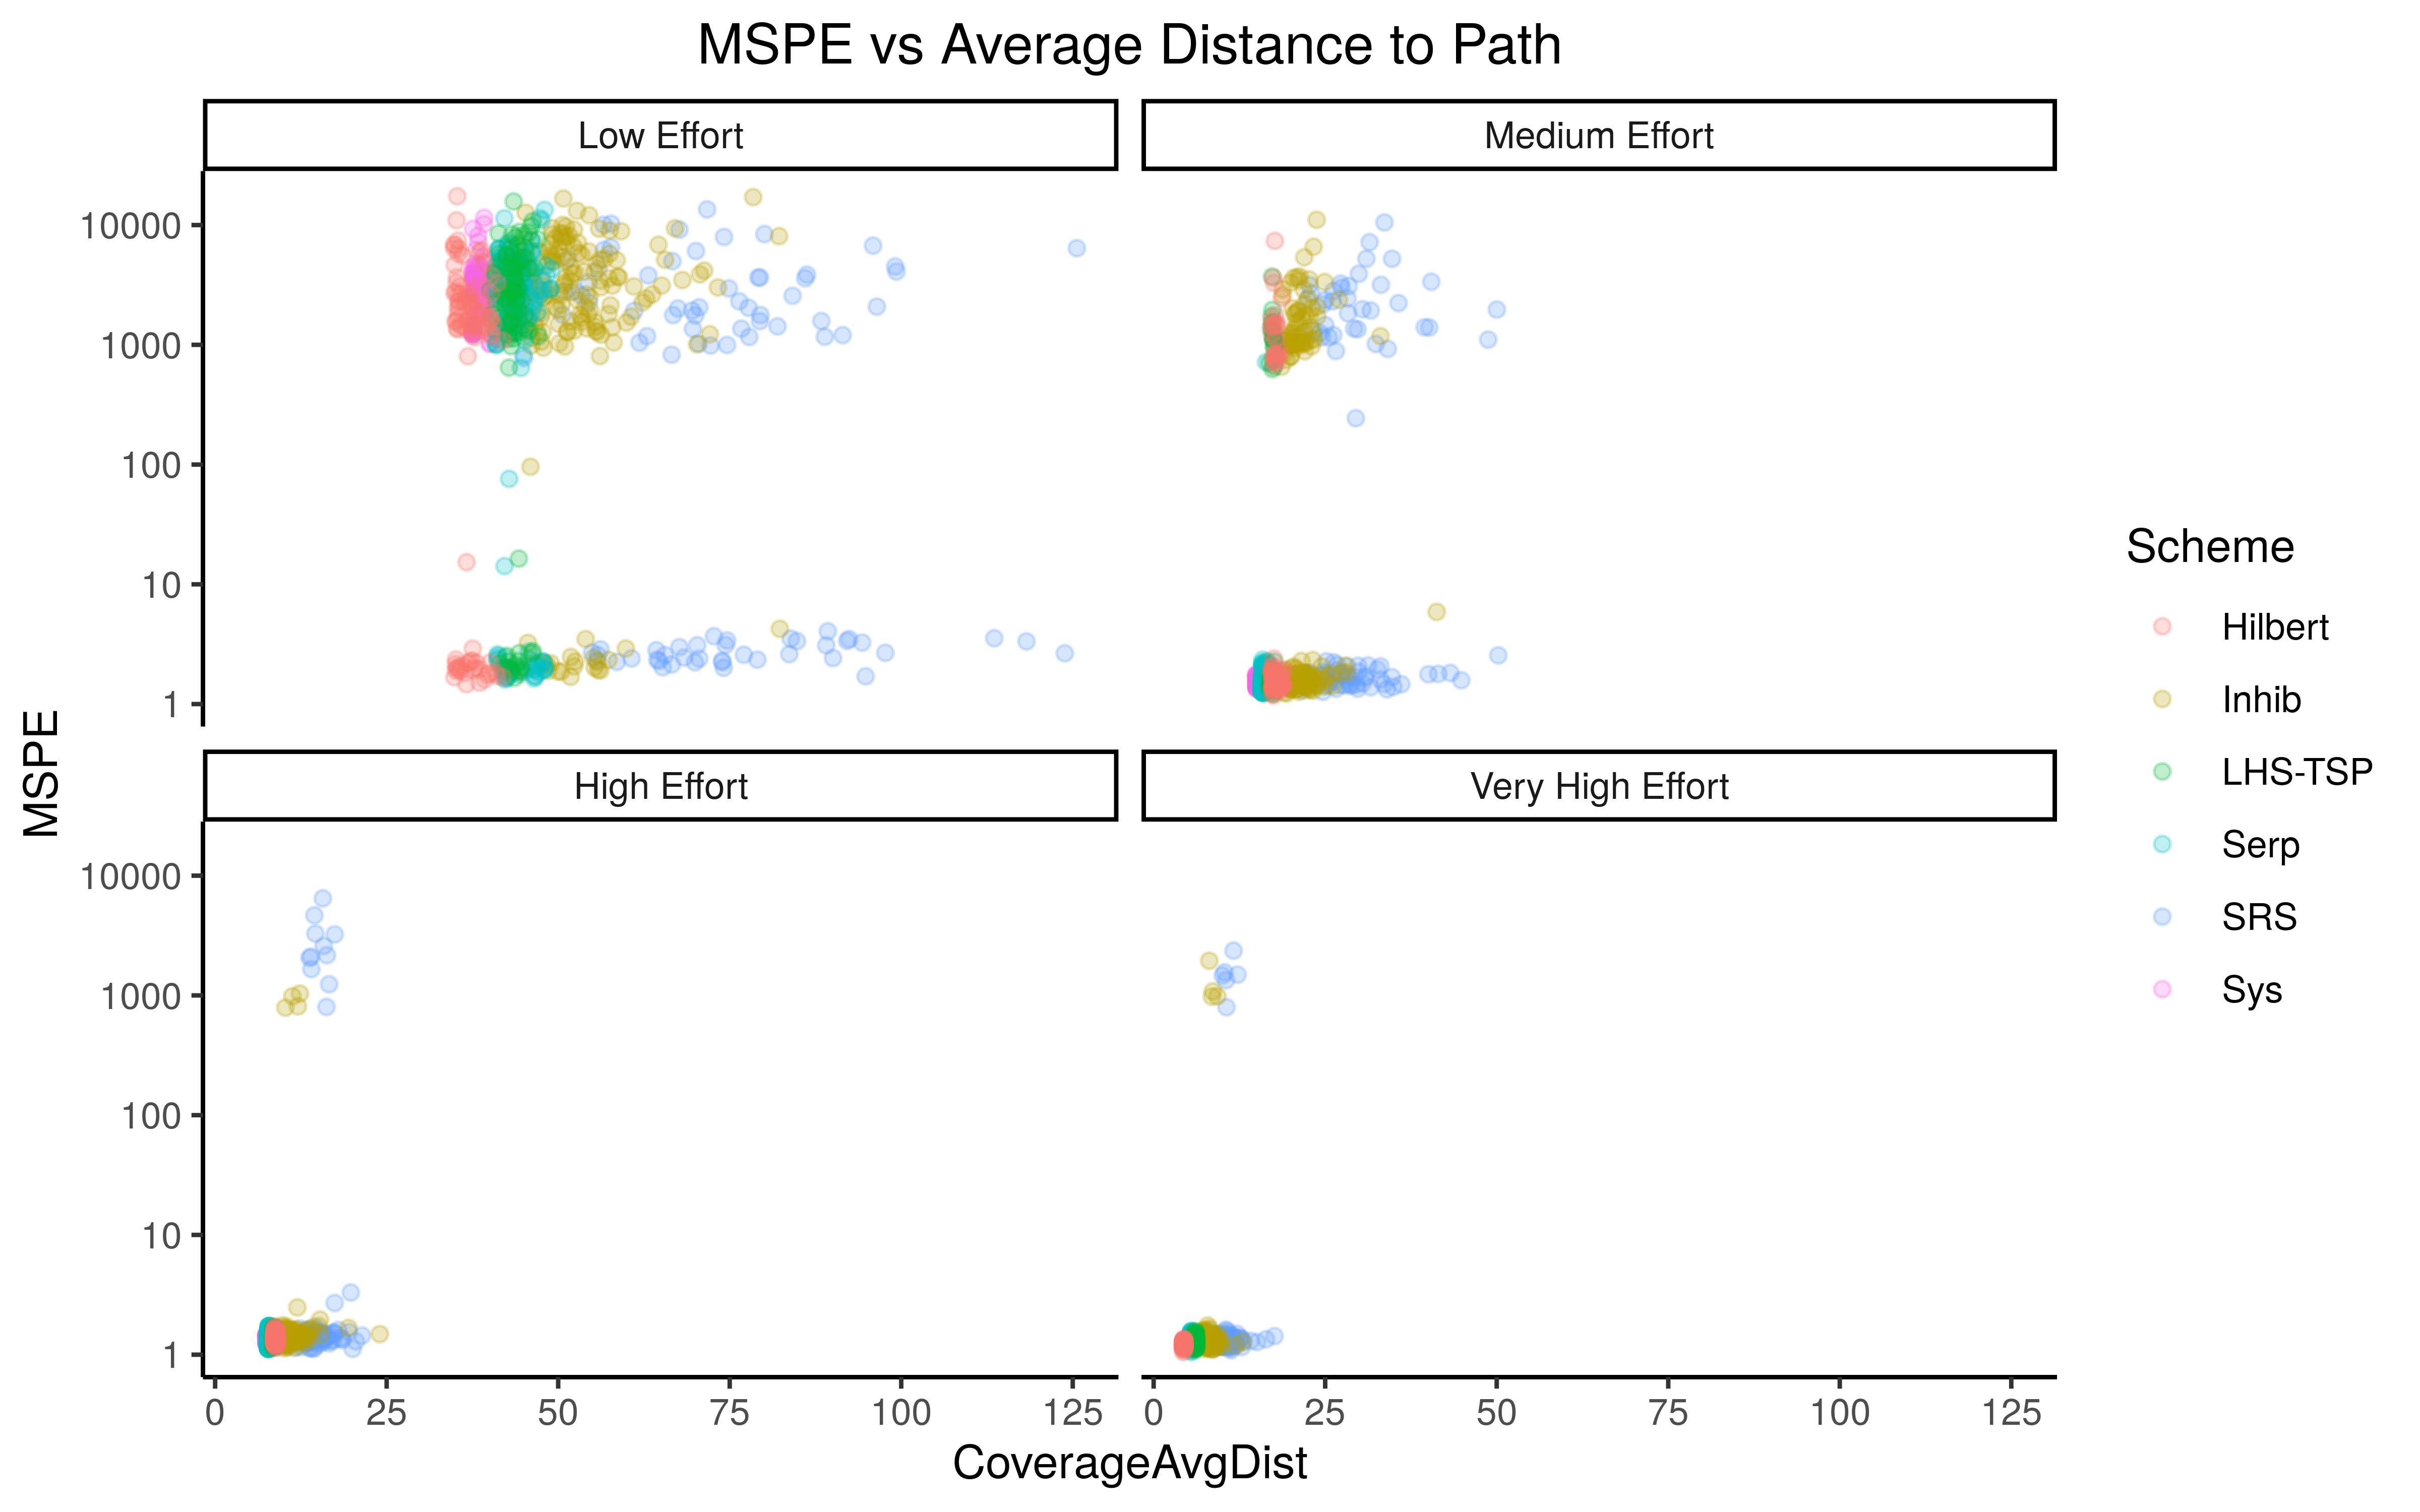 MSPE vs Average Distance to Path
Low Effort
Medium Effort
10000
1000
100
10
1
MSPE
High Effort
Very High Effort
10000
1000
100
10
1
0 25 50 75 100 125
0 25 50 75 100 125
CoverageAvgDist
Scheme
Hilbert
Inhib
LHS-TSP
Serp
SRS
Sys